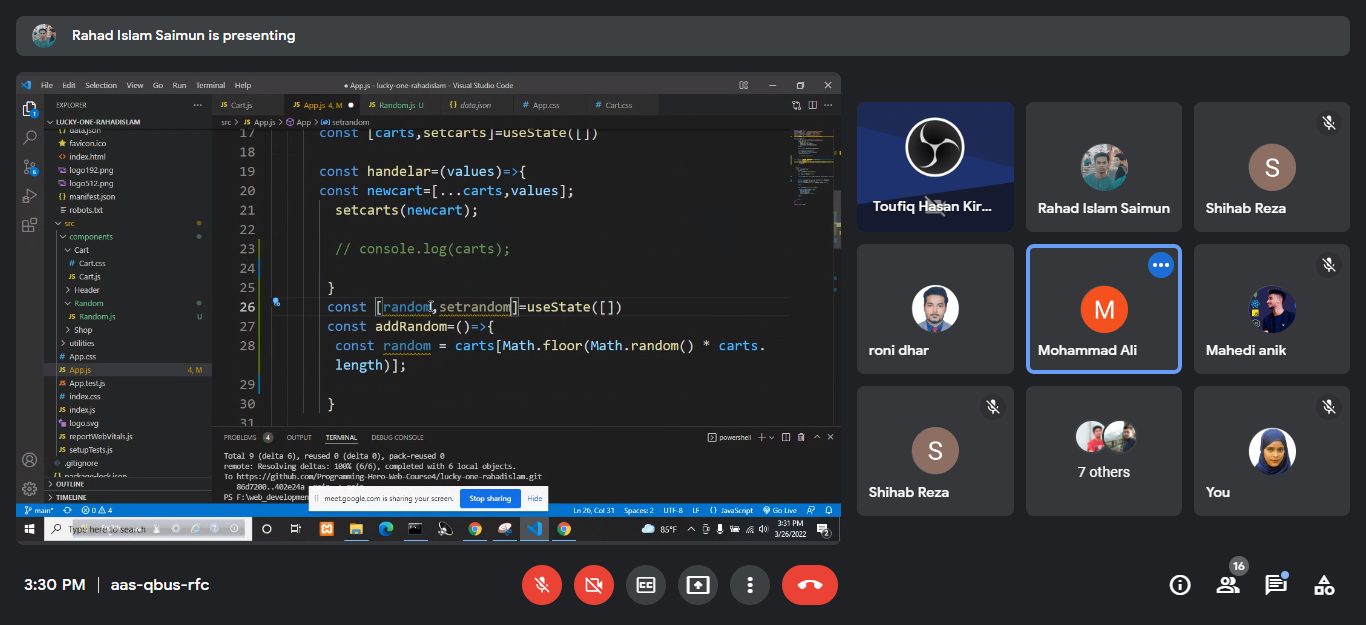 Rahad Islam Saimun is presenting
File Edit Selection View Go Run Terminal Help
● App.js - lucky-one-rahadislam - Visual Studio Code
EXPLORER
LUCKY-ONE-RAHADISLAM
data.json
favicon.ico
index.html
logo192.png
logo512.png
manifest.json
robots.txt
src
components
Cart
Cart.css
Cart.js
Header
Random
Random.js U
Shop
utilities
App.css
App.js 4, M
App.test.js
index.css
index.js
logo.svg
reportWebVitals.js
setupTests.js
.gitignore
package-lock.json
OUTLINE
TIMELINE
JS Cart.js JS App.js 4, M ● JS Random.js U {} data.json # App.css # Cart.css
src > JS App.js > App > setrandom
17 const [carts,setcarts]=useState([])
18
19 const handelar=(values)=>{
20 const newcart=[...carts,values];
21 setcarts(newcart);
22
23 // console.log(carts);
24
25 }
26 const [random,setrandom]=useState([])
27 const addRandom=()=>{
28 const random = carts[Math.floor(Math.random() * carts.
length)];
29
30 }
31
PROBLEMS 4 OUTPUT TERMINAL DEBUG CONSOLE
powershell
Total 9 (delta 6), reused 0 (delta 0), pack-reused 0
remote: Resolving deltas: 100% (6/6), completed with 6 local objects.
To https://github.com/Programming-Hero-Web-Course4/lucky-one-rahadislam.git
86d7200..402e24a
PS F:\web_developmen
meet.google.com is sharing your screen. Stop sharing Hide
main* 0 4
Ln 26, Col 31 Spaces: 2 UTF-8 LF {} JavaScript Go Live
Type here to search
85°F
3:31 PM
3/26/2022
2
Toufiq Hasan Kir...
Rahad Islam Saimun
S
Shihab Reza
roni dhar
M
Mohammad Ali
Mahedi anik
S
Shihab Reza
7 others
You
3:30 PM | aas-qbus-rfc
16